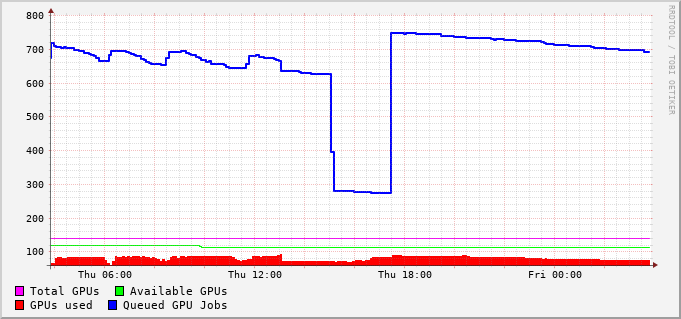 800
700
600
500
400
300
200
100
Thu 06:00 Thu 12:00 Thu 18:00 Fri 00:00
Total GPUs Available GPUs
GPUs used Queued GPU Jobs
RRDTOOL / TOBI OETIKER